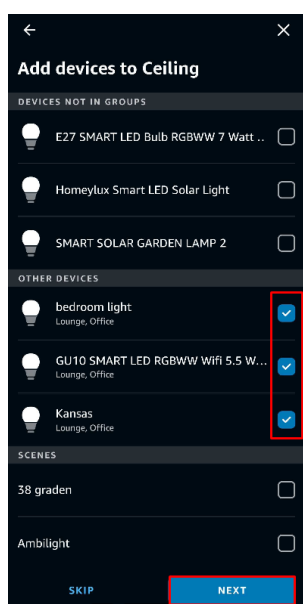 Add devices to Ceiling
DEVICES NOT IN GROUPS
E27 SMART LED Bulb RGBWW 7 Watt ..
Homeylux Smart LED Solar Light
SMART SOLAR GARDEN LAMP 2
OTHER DEVICES
bedroom light
Lounge, Office
GU10 SMART LED RGBWW Wifi 5.5 W...
Lounge, Office
Kansas
Lounge, Office
SCENES
38 graden
Ambilight
SKIP NEXT